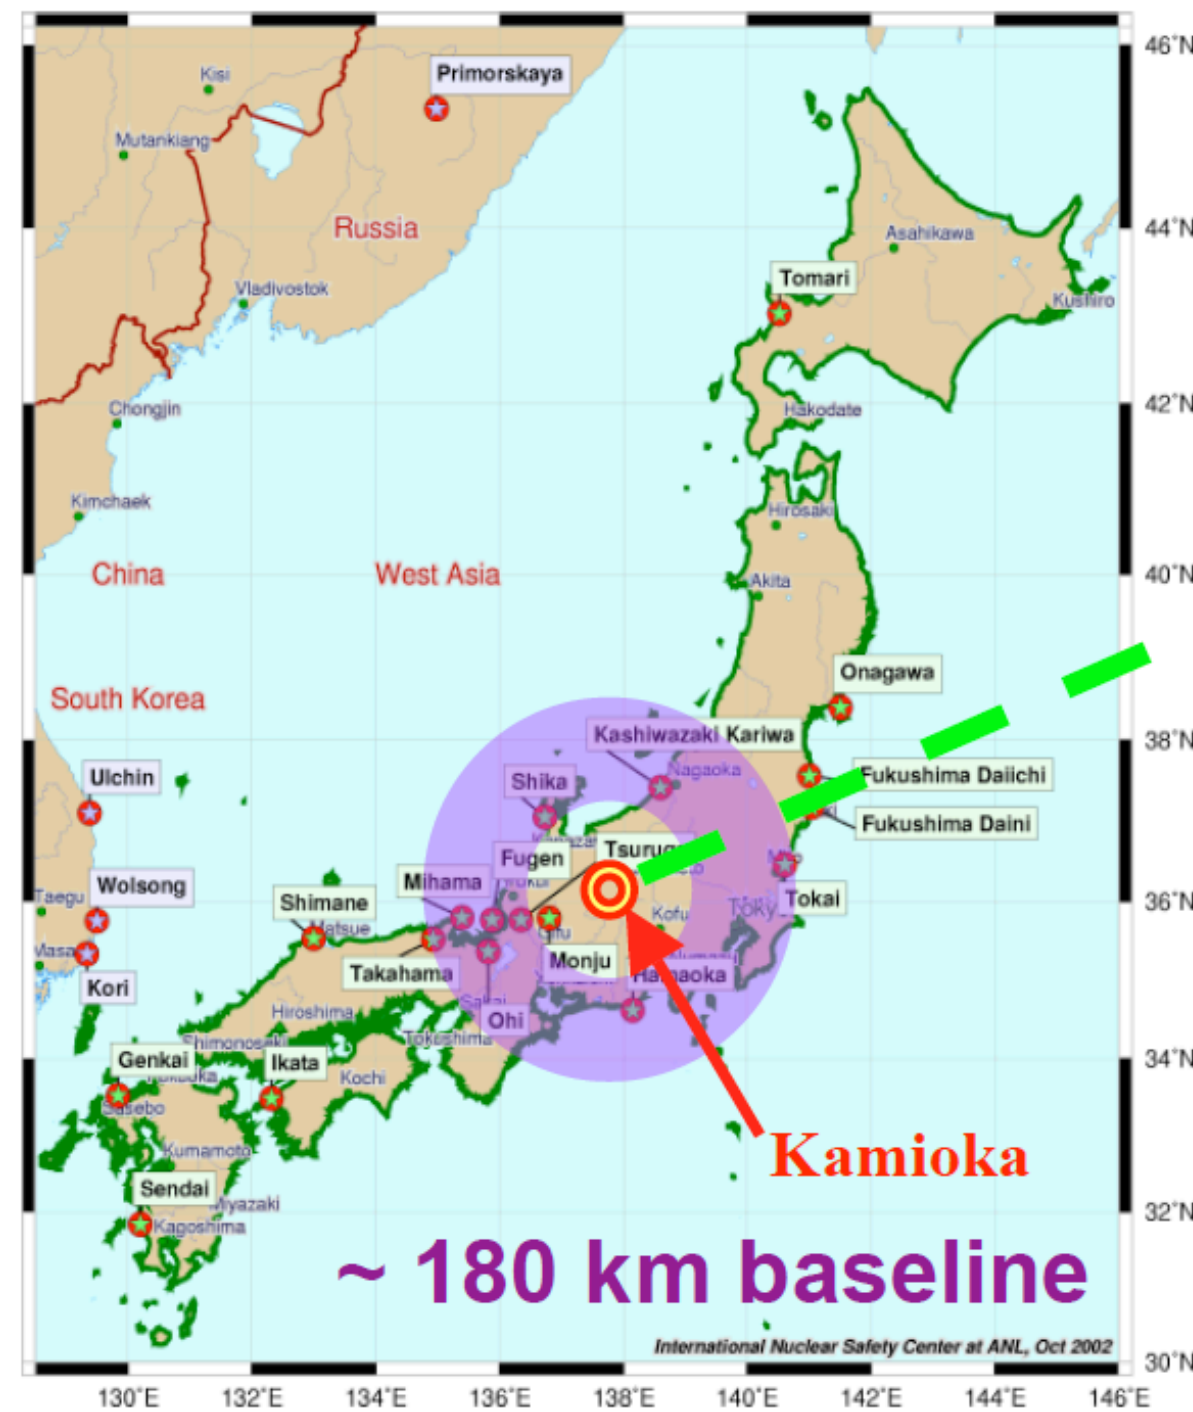 46°N
Primorskaya
Kisi
Mutankiang
Russia
44°N
Asahikawa
Tomari
Vladivostok
Kushiro
42°N
Chongjin
Hakodate
Kimchaek
Hirosaki
China
West Asia
40°N
Akita
Onagawa
South Korea
Kashiwazaki Kariwa
38°N
Ulchin
Shika
Nagaoka
Fukushima Daiichi
Fukushima Daini
Fugen
Mihama
Wolsong
Taegu
Shimane
Tokai
36°N
Kofu
Takahama
Monju
Hamaoka
Kori
Ohi
Sakai
Hiroshima
Tokushima
Shimonoseki
Genkai
Ikata
34°N
Kochi
Sasebo
Kumamoto
Kamioka
Sendai
Miyazaki
Kagoshima
32°N
~ 180 km baseline
International Nuclear Safety Center at ANL, Oct 2002
30°N
130°E 132°E 134°E 136°E 138°E 140°E 142°E 144°E 146°E